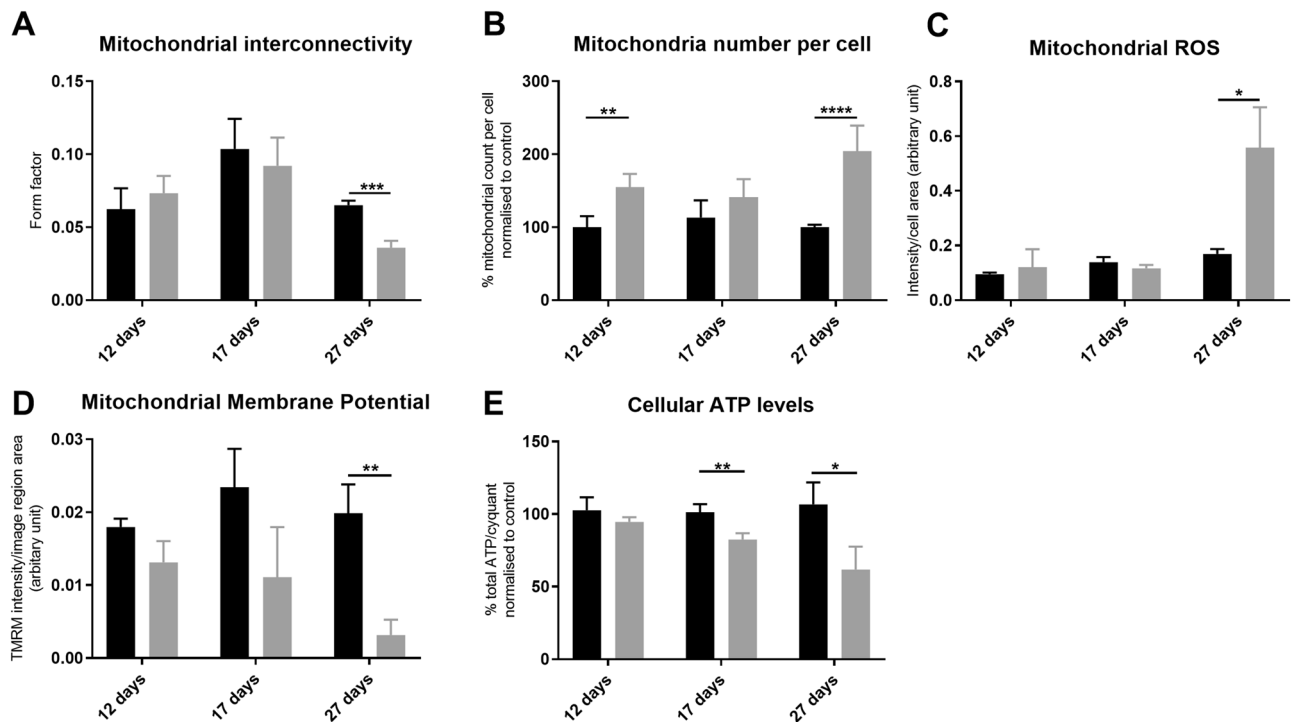 A
Mitochondrial interconnectivity
Form factor
0.15
0.10
0.05
0.00
***
12 days
17 days
27 days
B
Mitochondria number per cell
% mitochondrial count per cell
normalised to control
300
200
100
0
**
****
12 days
17 days
27 days
C
Mitochondrial ROS
Intensity/cell area (arbitrary unit)
0.8
0.6
0.4
0.2
0.0
*
12 days
17 days
27 days
D
Mitochondrial Membrane Potential
TMRM intensity/image region area
(arbitary unit)
0.03
0.02
0.01
0.00
**
12 days
17 days
27 days
E
Cellular ATP levels
% total ATP/cyquant
normalised to control
150
100
50
0
**
*
12 days
17 days
27 days